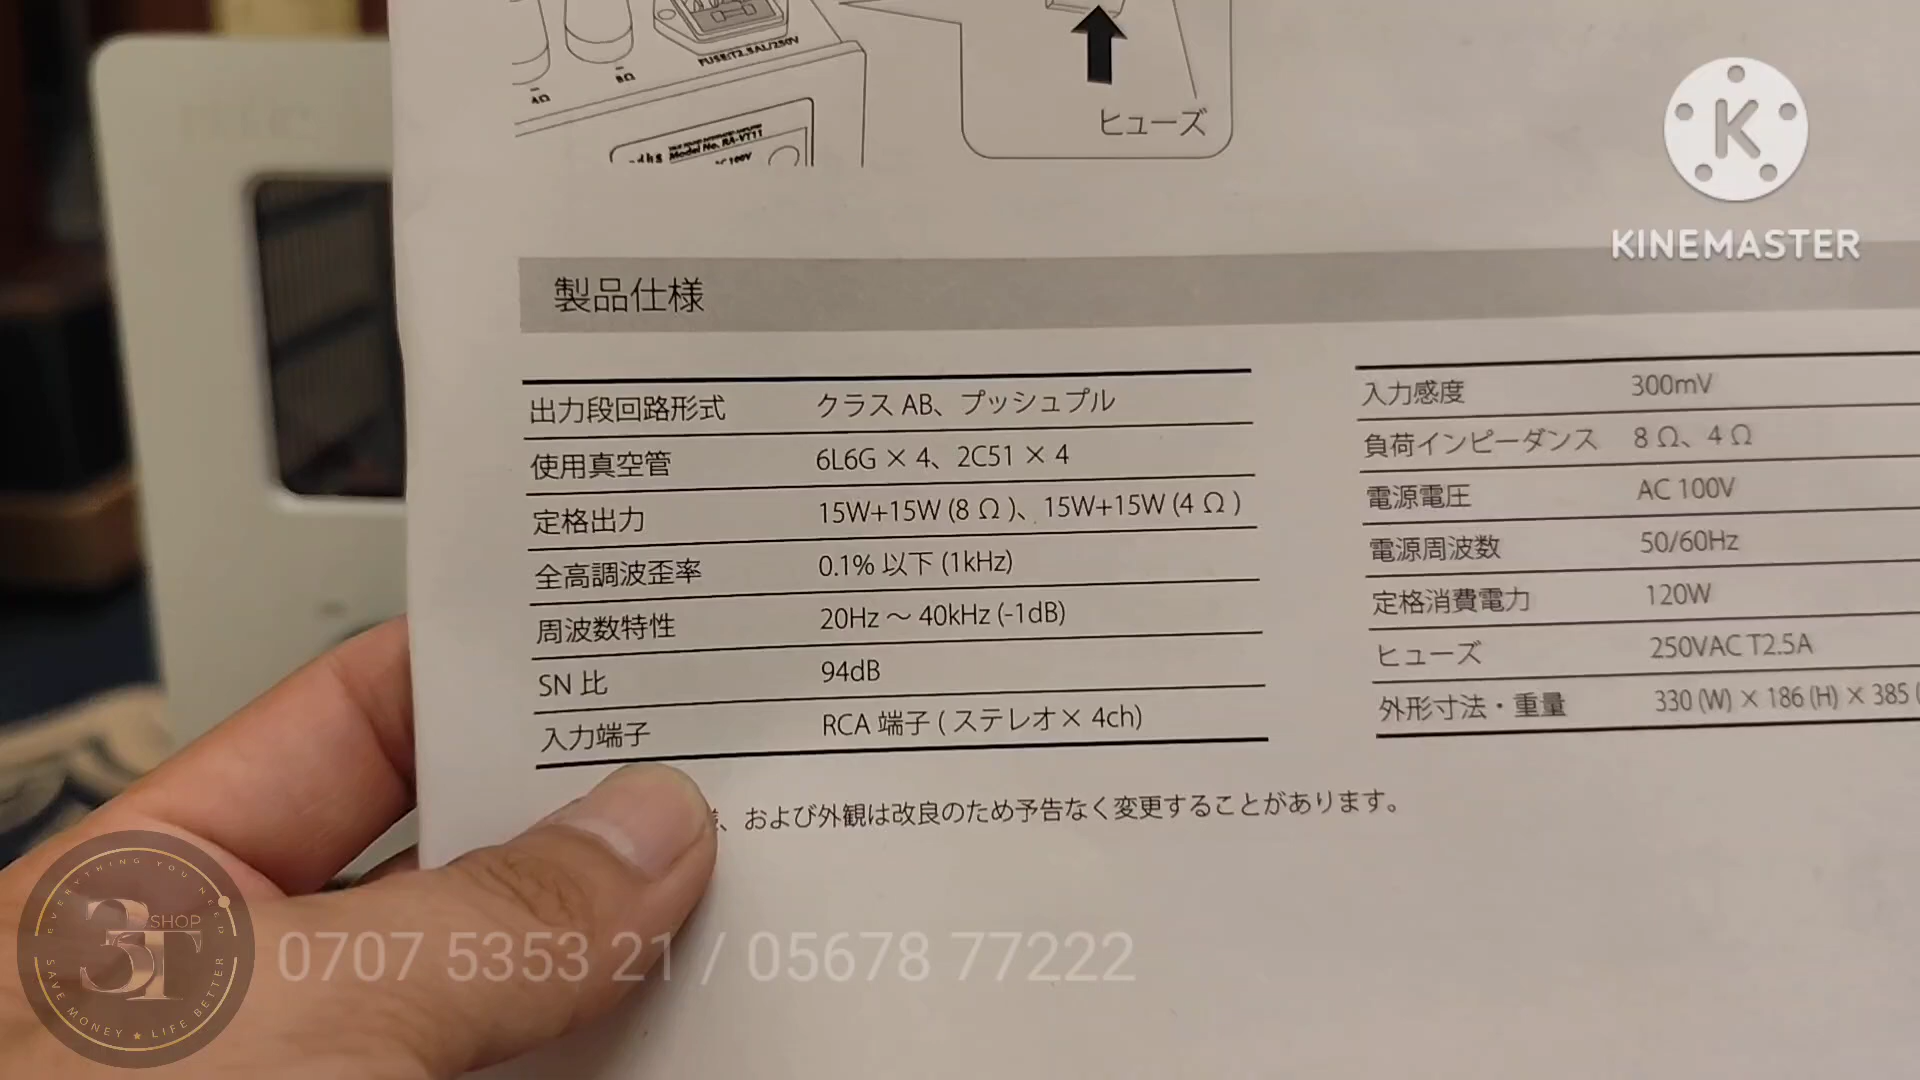 4Ω
8Ω
FUSE(T2.5AL/250V
Model No. RA-VT11
AC 100V
ヒューズ
KINEMASTER
製品仕様
出力段回路形式 クラス AB、プッシュプル
使用真空管 6L6G × 4、2C51 × 4
定格出力 15W+15W (8 Ω )、15W+15W (4 Ω )
全高調波歪率 0.1% 以下 (1kHz)
周波数特性 20Hz ～ 40kHz (-1dB)
SN 比 94dB
入力端子 RCA 端子 ( ステレオ× 4ch)
入力感度 300mV
負荷インピーダンス 8 Ω、4 Ω
電源電圧 AC 100V
電源周波数 50/60Hz
定格消費電力 120W
ヒューズ 250VAC T2.5A
外形寸法・重量 330 (W) × 186 (H) × 385 (
、および外観は改良のため予告なく変更することがあります。
EVERYTHING YOU NEED
3T SHOP
SAVE MONEY ★ LIFE BETTER
0707 5353 21 / 05678 77222